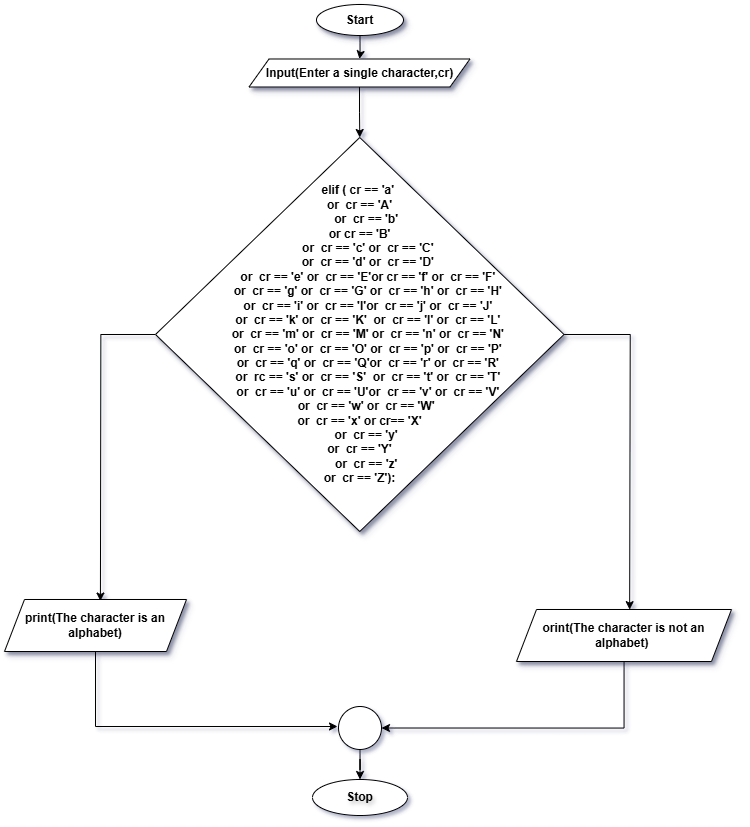 Start
Input(Enter a single character,cr)
elif ( cr == 'a'
or cr == 'A'
or cr == 'b'
or cr == 'B'
or cr == 'c' or cr == 'C'
or cr == 'd' or cr == 'D'
or cr == 'e' or cr == 'E'or cr == 'f' or cr == 'F'
or cr == 'g' or cr == 'G' or cr == 'h' or cr == 'H'
or cr == 'i' or cr == 'I'or cr == 'j' or cr == 'J'
or cr == 'k' or cr == 'K' or cr == 'l' or cr == 'L'
or cr == 'm' or cr == 'M' or cr == 'n' or cr == 'N'
or cr == 'o' or cr == 'O' or cr == 'p' or cr == 'P'
or cr == 'q' or cr == 'Q'or cr == 'r' or cr == 'R'
or rc == 's' or cr == 'S' or cr == 't' or cr == 'T'
or cr == 'u' or cr == 'U'or cr == 'v' or cr == 'V'
or cr == 'w' or cr == 'W'
or cr == 'x' or cr== 'X'
or cr == 'y'
or cr == 'Y'
or cr == 'z'
or cr == 'Z'):
print(The character is an
alphabet)
orint(The character is not an
alphabet)
Stop